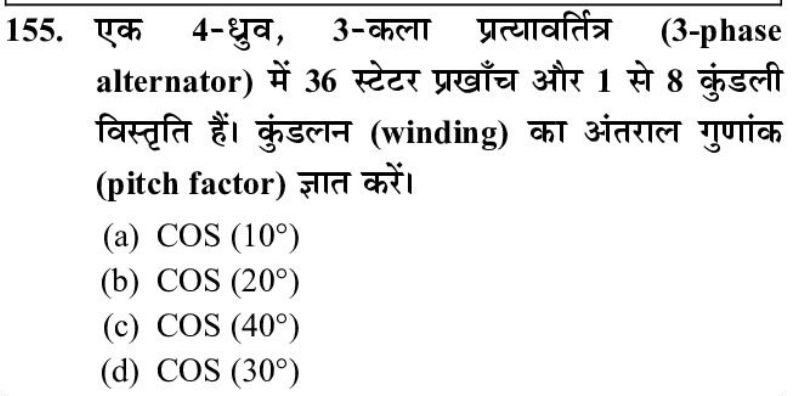 155. एक 4-ध्रुव, 3-कला प्रत्यावर्तित्र (3-phase
alternator) में 36 स्टेटर प्रखाँच और 1 से 8 कुंडली
विस्तृति हैं। कुंडलन (winding) का अंतराल गुणांक
(pitch factor) ज्ञात करें।
(a) COS (10°)
(b) COS (20°)
(c) COS (40°)
(d) COS (30°)